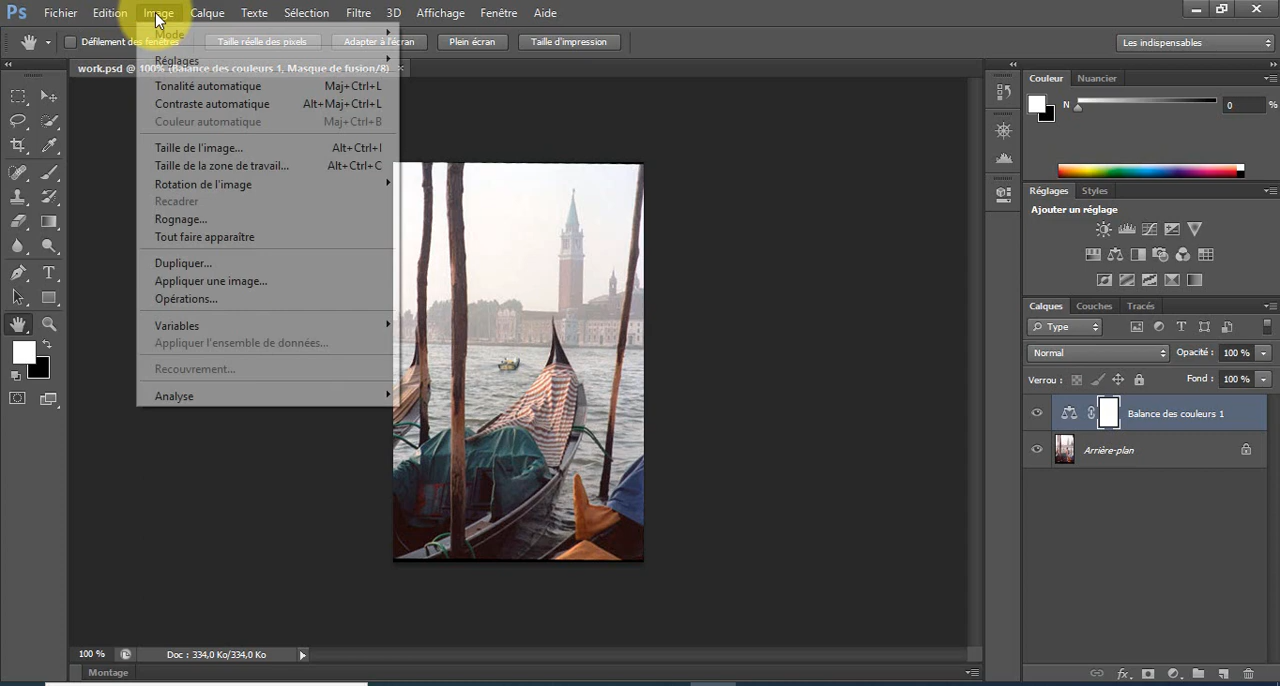 Ps Fichier Edition Image Calque Texte Sélection Filtre 3D Affichage Fenêtre Aide
Défilement des fenêtres Taille réelle des pixels Adapter à l'écran Plein écran Taille d'impression Les indispensables
work.psd @ 100% (Balance des couleurs 1, Masque de fusion/8) ×
Mode
Réglages
Tonalité automatique Maj+Ctrl+L
Contraste automatique Alt+Maj+Ctrl+L
Couleur automatique Maj+Ctrl+B
Taille de l'image... Alt+Ctrl+I
Taille de la zone de travail... Alt+Ctrl+C
Rotation de l'image
Recadrer
Rognage...
Tout faire apparaître
Dupliquer...
Appliquer une image...
Opérations...
Variables
Appliquer l'ensemble de données...
Recouvrement...
Analyse
Couleur Nuancier
N 0 %
Réglages Styles
Ajouter un réglage
Calques Couches Tracés
Type
Normal Opacité : 100 %
Verrou : Fond : 100 %
Balance des couleurs 1
Arrière-plan
fx
100 % Doc : 334,0 Ko/334,0 Ko
Montage